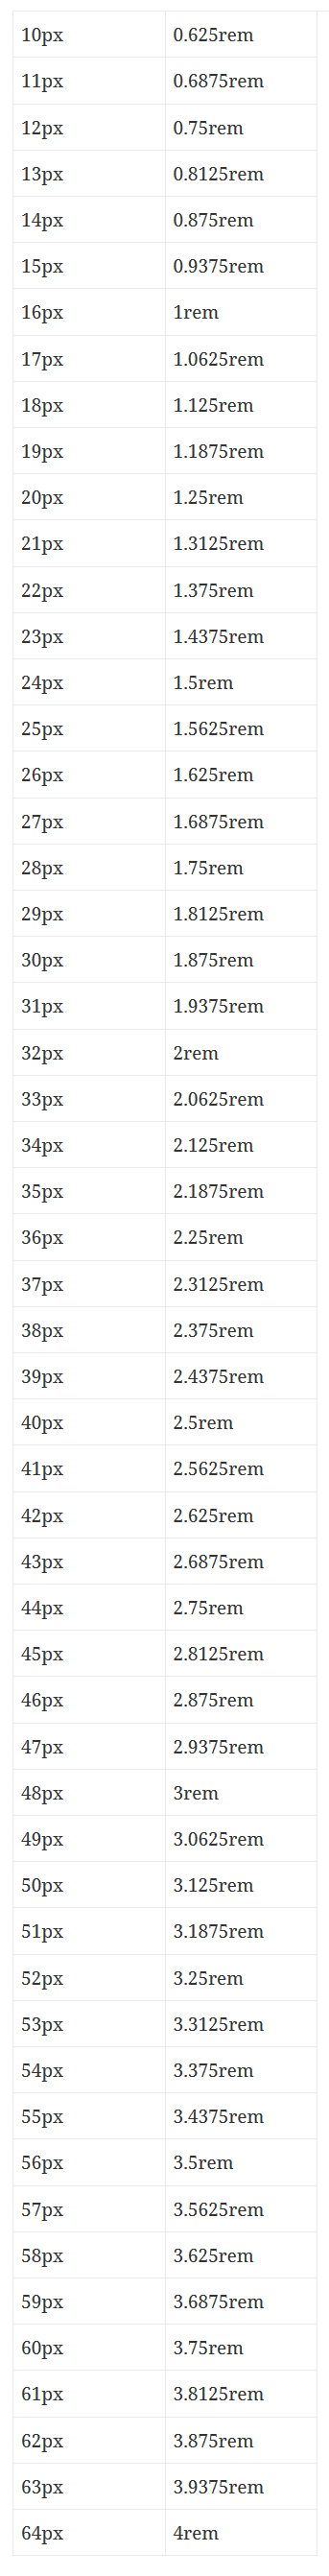 10px 0.625rem
11px 0.6875rem
12px 0.75rem
13px 0.8125rem
14px 0.875rem
15px 0.9375rem
16px 1rem
17px 1.0625rem
18px 1.125rem
19px 1.1875rem
20px 1.25rem
21px 1.3125rem
22px 1.375rem
23px 1.4375rem
24px 1.5rem
25px 1.5625rem
26px 1.625rem
27px 1.6875rem
28px 1.75rem
29px 1.8125rem
30px 1.875rem
31px 1.9375rem
32px 2rem
33px 2.0625rem
34px 2.125rem
35px 2.1875rem
36px 2.25rem
37px 2.3125rem
38px 2.375rem
39px 2.4375rem
40px 2.5rem
41px 2.5625rem
42px 2.625rem
43px 2.6875rem
44px 2.75rem
45px 2.8125rem
46px 2.875rem
47px 2.9375rem
48px 3rem
49px 3.0625rem
50px 3.125rem
51px 3.1875rem
52px 3.25rem
53px 3.3125rem
54px 3.375rem
55px 3.4375rem
56px 3.5rem
57px 3.5625rem
58px 3.625rem
59px 3.6875rem
60px 3.75rem
61px 3.8125rem
62px 3.875rem
63px 3.9375rem
64px 4rem